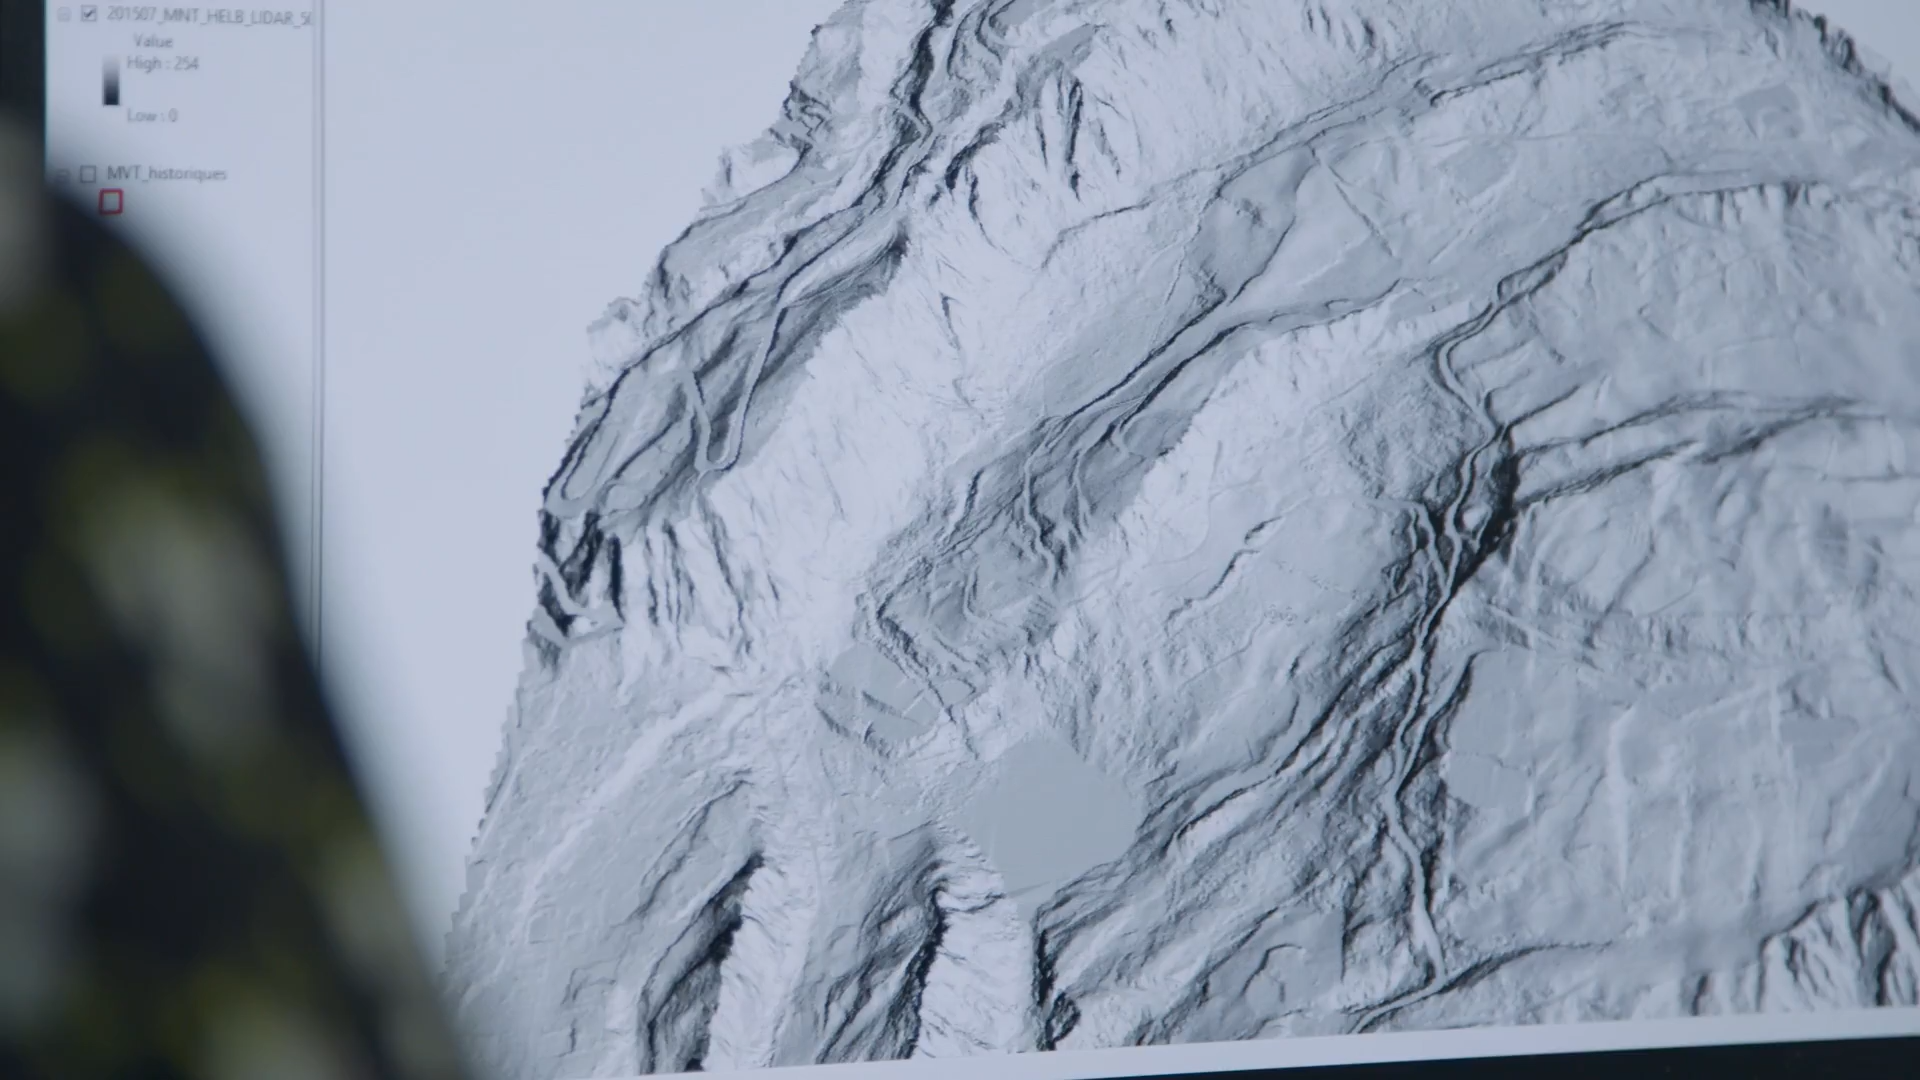 201507_MNT_HELB_LIDAR_5
Value
High : 254
Low : 0
MVT_historiques